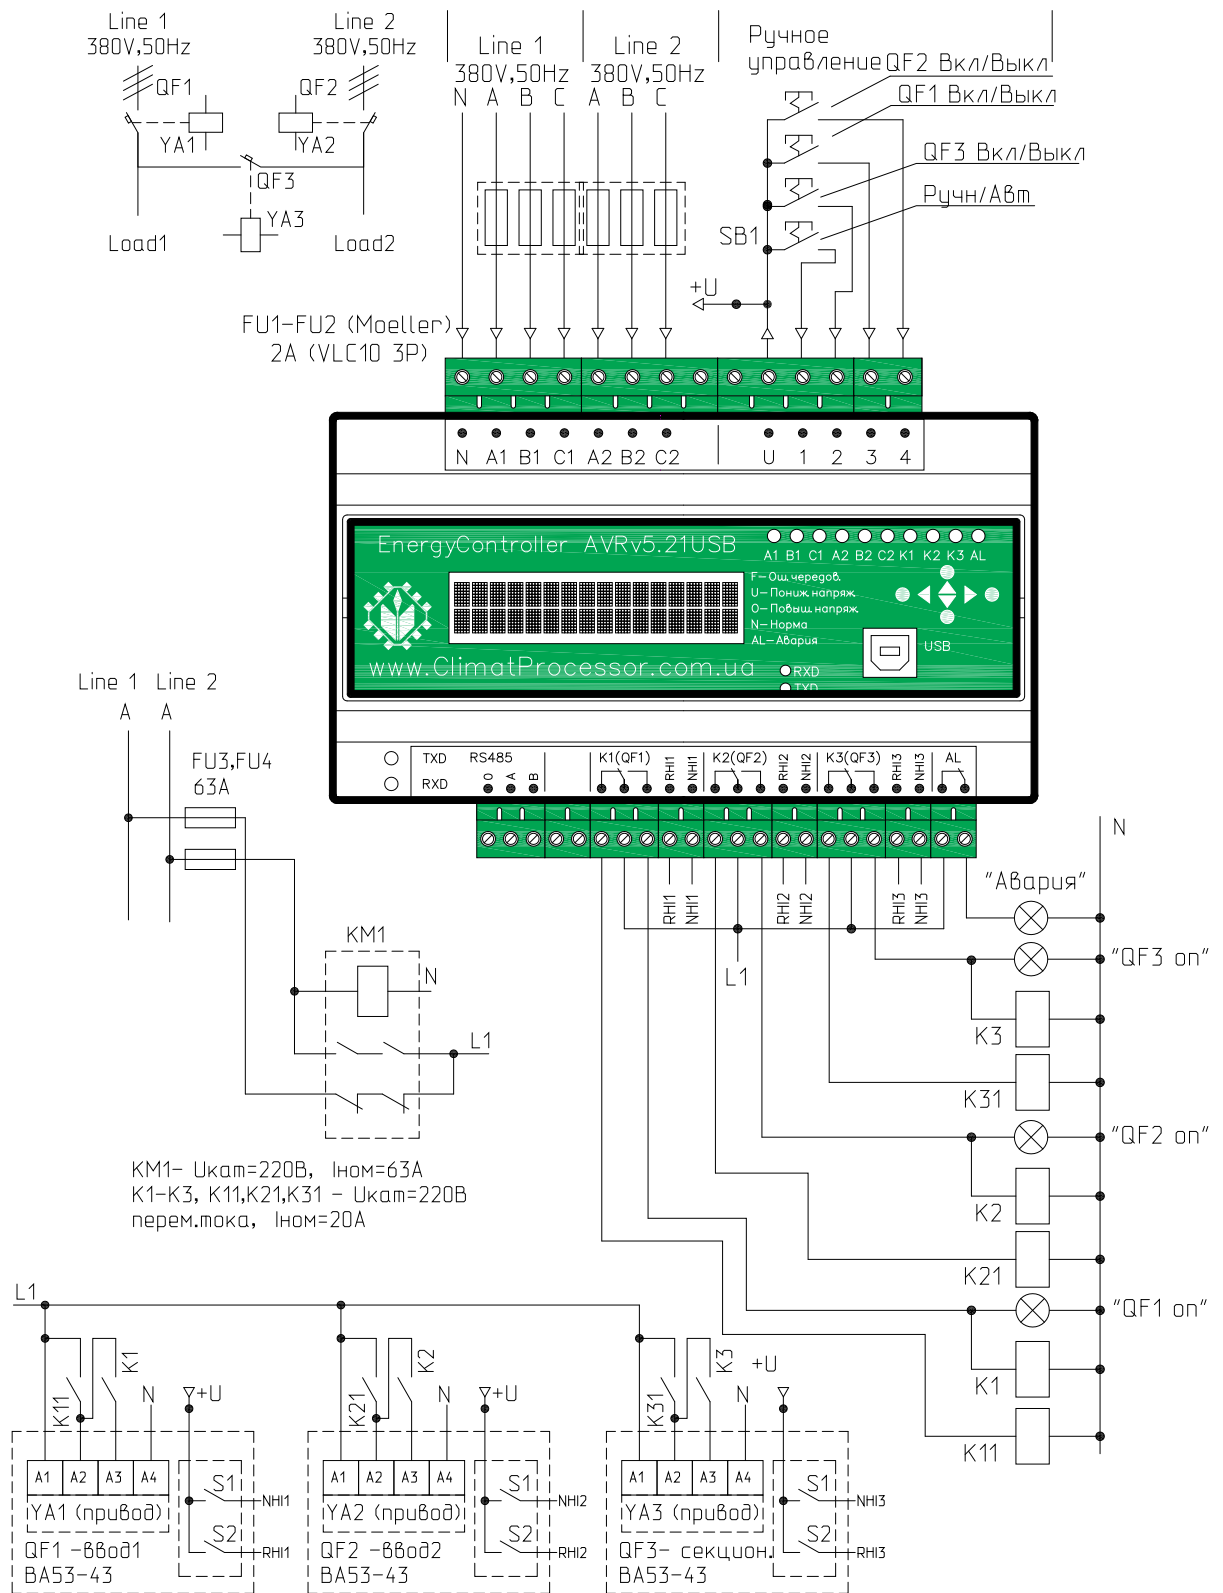 Line 1
380V,50Hz
Line 2
380V,50Hz
QF1
QF2
YA1
YA2
QF3
YA3
Load1
Load2
Line 1
380V,50Hz
Line 2
380V,50Hz
N A B C A B C
Ручное
управление
QF2 Вкл/Выкл
QF1 Вкл/Выкл
QF3 Вкл/Выкл
Ручн/Авт
SB1
+U
FU1-FU2 (Moeller)
2A (VLC10 3P)
N A1 B1 C1 A2 B2 C2 U 1 2 3 4
EnergyController AVRv5.21USB
A1 B1 C1 A2 B2 C2 K1 K2 K3 AL
F-Ош. чередов.
U-Пониж. напряж.
O-Повыш. напряж.
N-Норма
AL-Авария
USB
www.ClimatProcessor.com.ua
RXD
TXD
TXD RS485
RXD
0 A B
K1(QF1) RHI1 NHI1 K2(QF2) RHI2 NHI2 K3(QF3) RHI3 NHI3 AL
Line 1 Line 2
A A
FU3,FU4
63A
KM1
N
L1
RHI1 NHI1 RHI2 NHI2 RHI3 NHI3
L1
N
"Авария"
"QF3 on"
K3
K31
"QF2 on"
K2
K21
"QF1 on"
K1
K11
KM1- Uкат=220В, Iном=63А
K1-K3, K11,K21,K31 - Uкат=220В
перем.тока, Iном=20А
L1
K11 K1 N +U
A1 A2 A3 A4
YA1 (привод)
S1
NHI1
S2
RHI1
QF1 -ввод1
BA53-43
K21 K2 N +U
A1 A2 A3 A4
YA2 (привод)
S1
NHI2
S2
RHI2
QF2 -ввод2
BA53-43
K31 K3 N +U
A1 A2 A3 A4
YA3 (привод)
S1
NHI3
S2
RHI3
QF3- секцион.
BA53-43